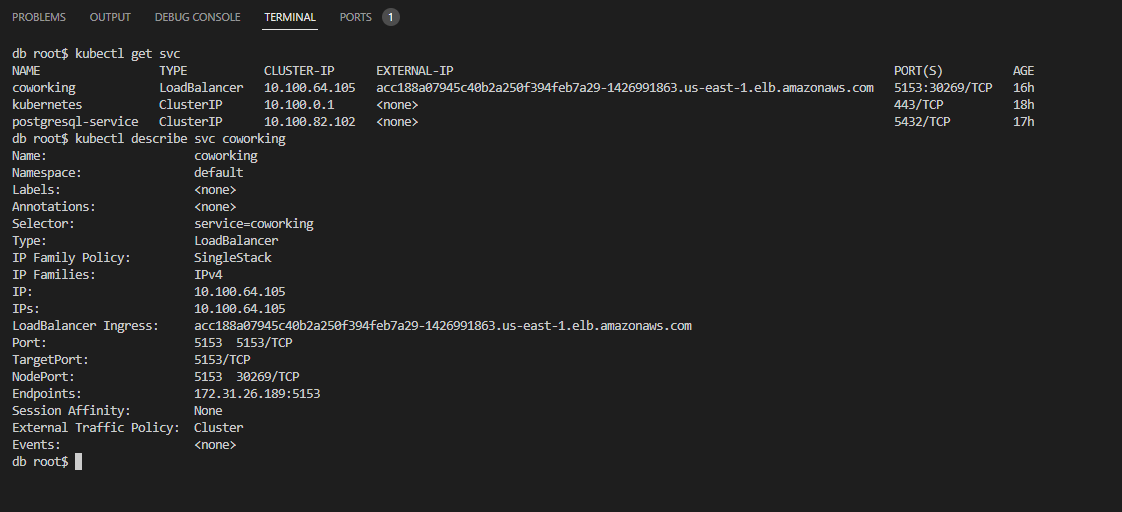 PROBLEMS OUTPUT DEBUG CONSOLE TERMINAL PORTS 1
db root$ kubectl get svc
NAME TYPE CLUSTER-IP EXTERNAL-IP PORT(S) AGE
coworking LoadBalancer 10.100.64.105 acc188a07945c40b2a250f394feb7a29-1426991863.us-east-1.elb.amazonaws.com 5153:30269/TCP 16h
kubernetes ClusterIP 10.100.0.1 <none> 443/TCP 18h
postgresql-service ClusterIP 10.100.82.102 <none> 5432/TCP 17h
db root$ kubectl describe svc coworking
Name: coworking
Namespace: default
Labels: <none>
Annotations: <none>
Selector: service=coworking
Type: LoadBalancer
IP Family Policy: SingleStack
IP Families: IPv4
IP: 10.100.64.105
IPs: 10.100.64.105
LoadBalancer Ingress: acc188a07945c40b2a250f394feb7a29-1426991863.us-east-1.elb.amazonaws.com
Port: 5153 5153/TCP
TargetPort: 5153/TCP
NodePort: 5153 30269/TCP
Endpoints: 172.31.26.189:5153
Session Affinity: None
External Traffic Policy: Cluster
Events: <none>
db root$